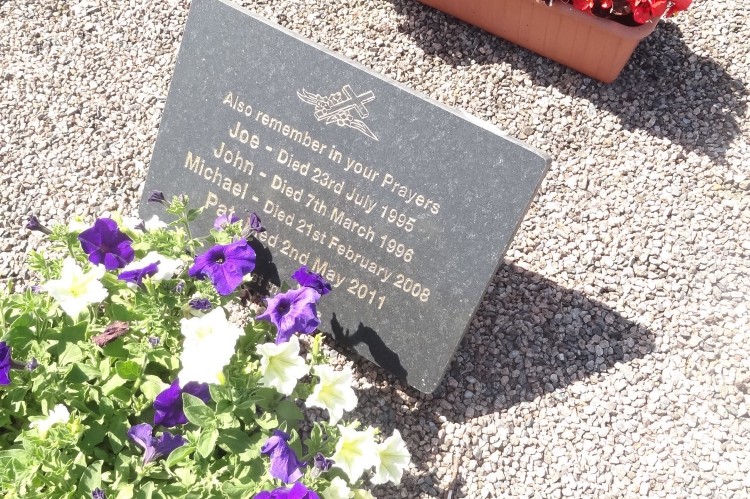 Also remember in your Prayers
Joe - Died 23rd July 1995
John - Died 7th March 1996
Michael - Died 21st February 2008
2nd May 2011